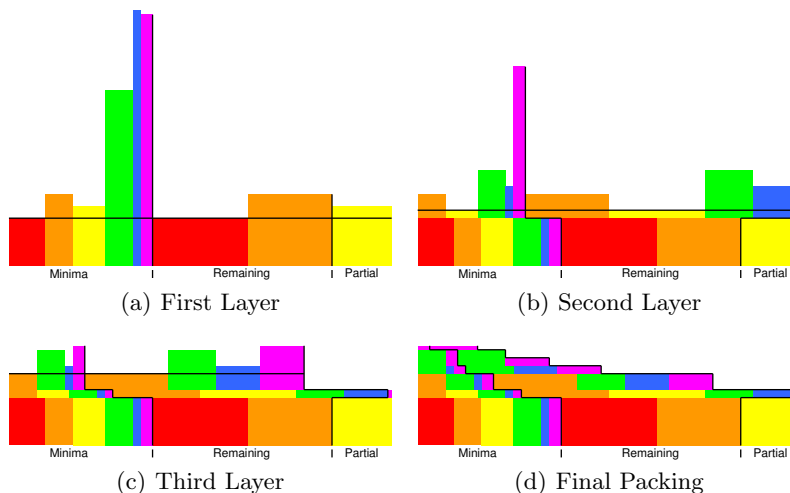 Minima Remaining Partial
(a) First Layer
Minima Remaining Partial
(b) Second Layer
Minima Remaining Partial
(c) Third Layer
Minima Remaining Partial
(d) Final Packing